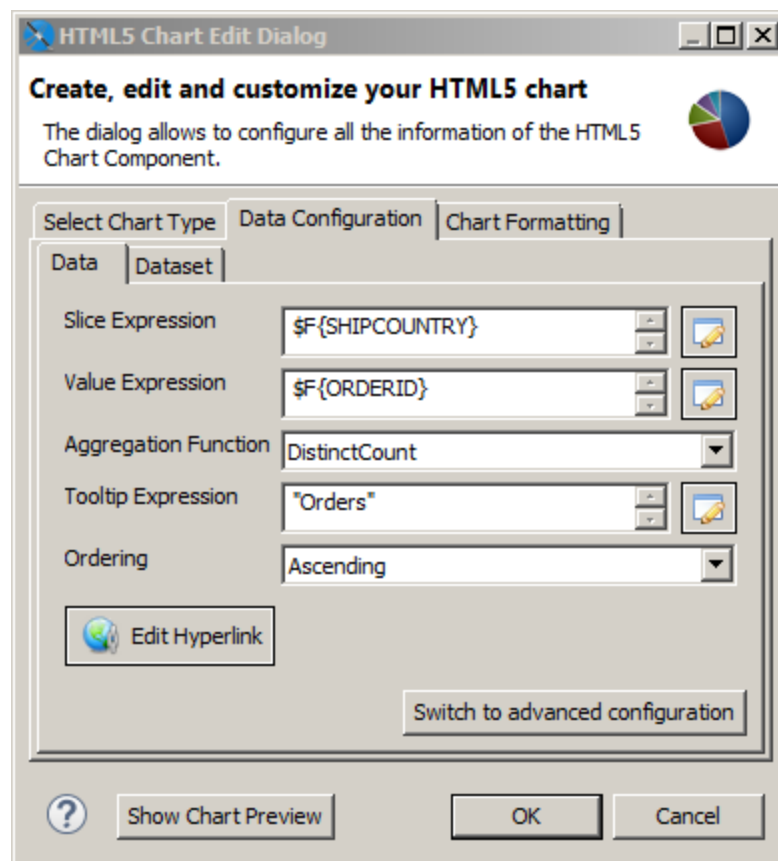 HTML5 Chart Edit Dialog
Create, edit and customize your HTML5 chart
The dialog allows to configure all the information of the HTML5
Chart Component.
Select Chart Type Data Configuration Chart Formatting
Data Dataset
Slice Expression $F{SHIPCOUNTRY}
Value Expression $F{ORDERID}
Aggregation Function DistinctCount
Tooltip Expression "Orders"
Ordering Ascending
Edit Hyperlink
Switch to advanced configuration
? Show Chart Preview OK Cancel